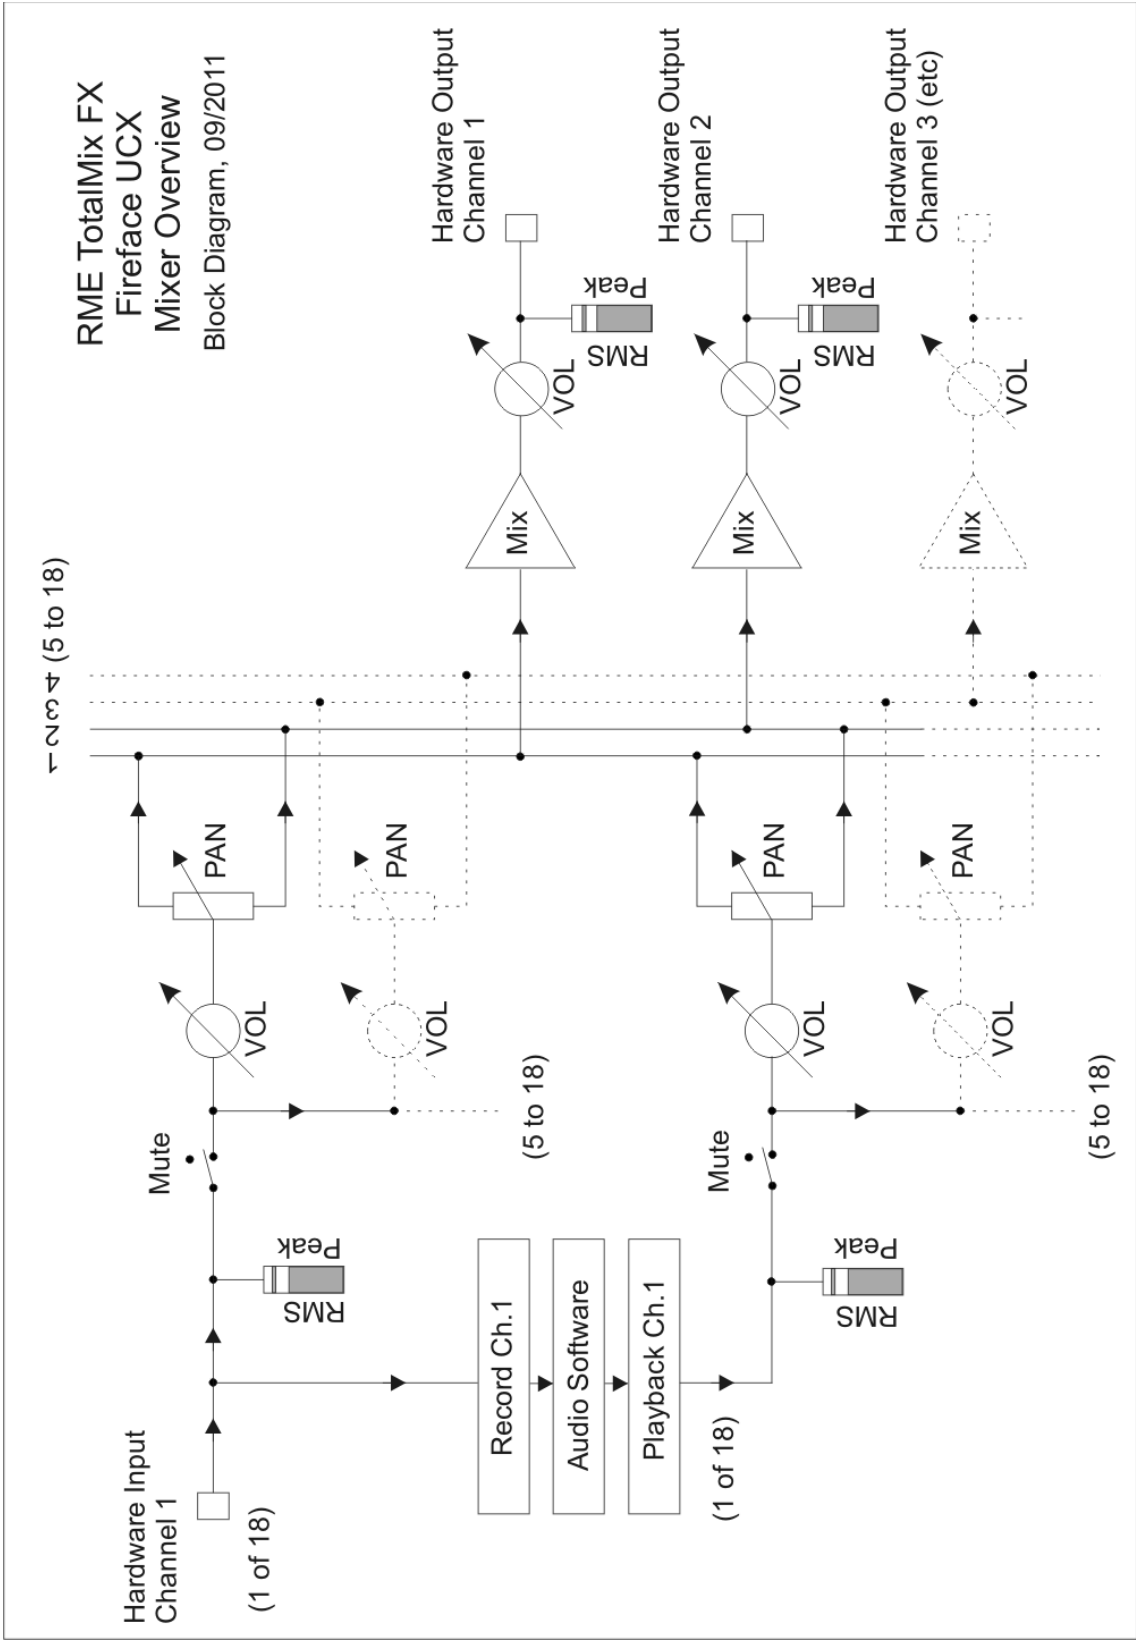 RME TotalMix FX
Fireface UCX
Mixer Overview
Block Diagram, 09/2011
Hardware Input
Channel 1
(1 of 18)
RMS
Peak
Mute
VOL
PAN
VOL
PAN
(5 to 18)
1 2 3 4 (5 to 18)
Record Ch.1
Audio Software
Playback Ch.1
(1 of 18)
RMS
Peak
Mute
VOL
PAN
VOL
PAN
(5 to 18)
Mix
VOL
RMS
Peak
Hardware Output
Channel 1
Mix
VOL
RMS
Peak
Hardware Output
Channel 2
Mix
VOL
Hardware Output
Channel 3 (etc)